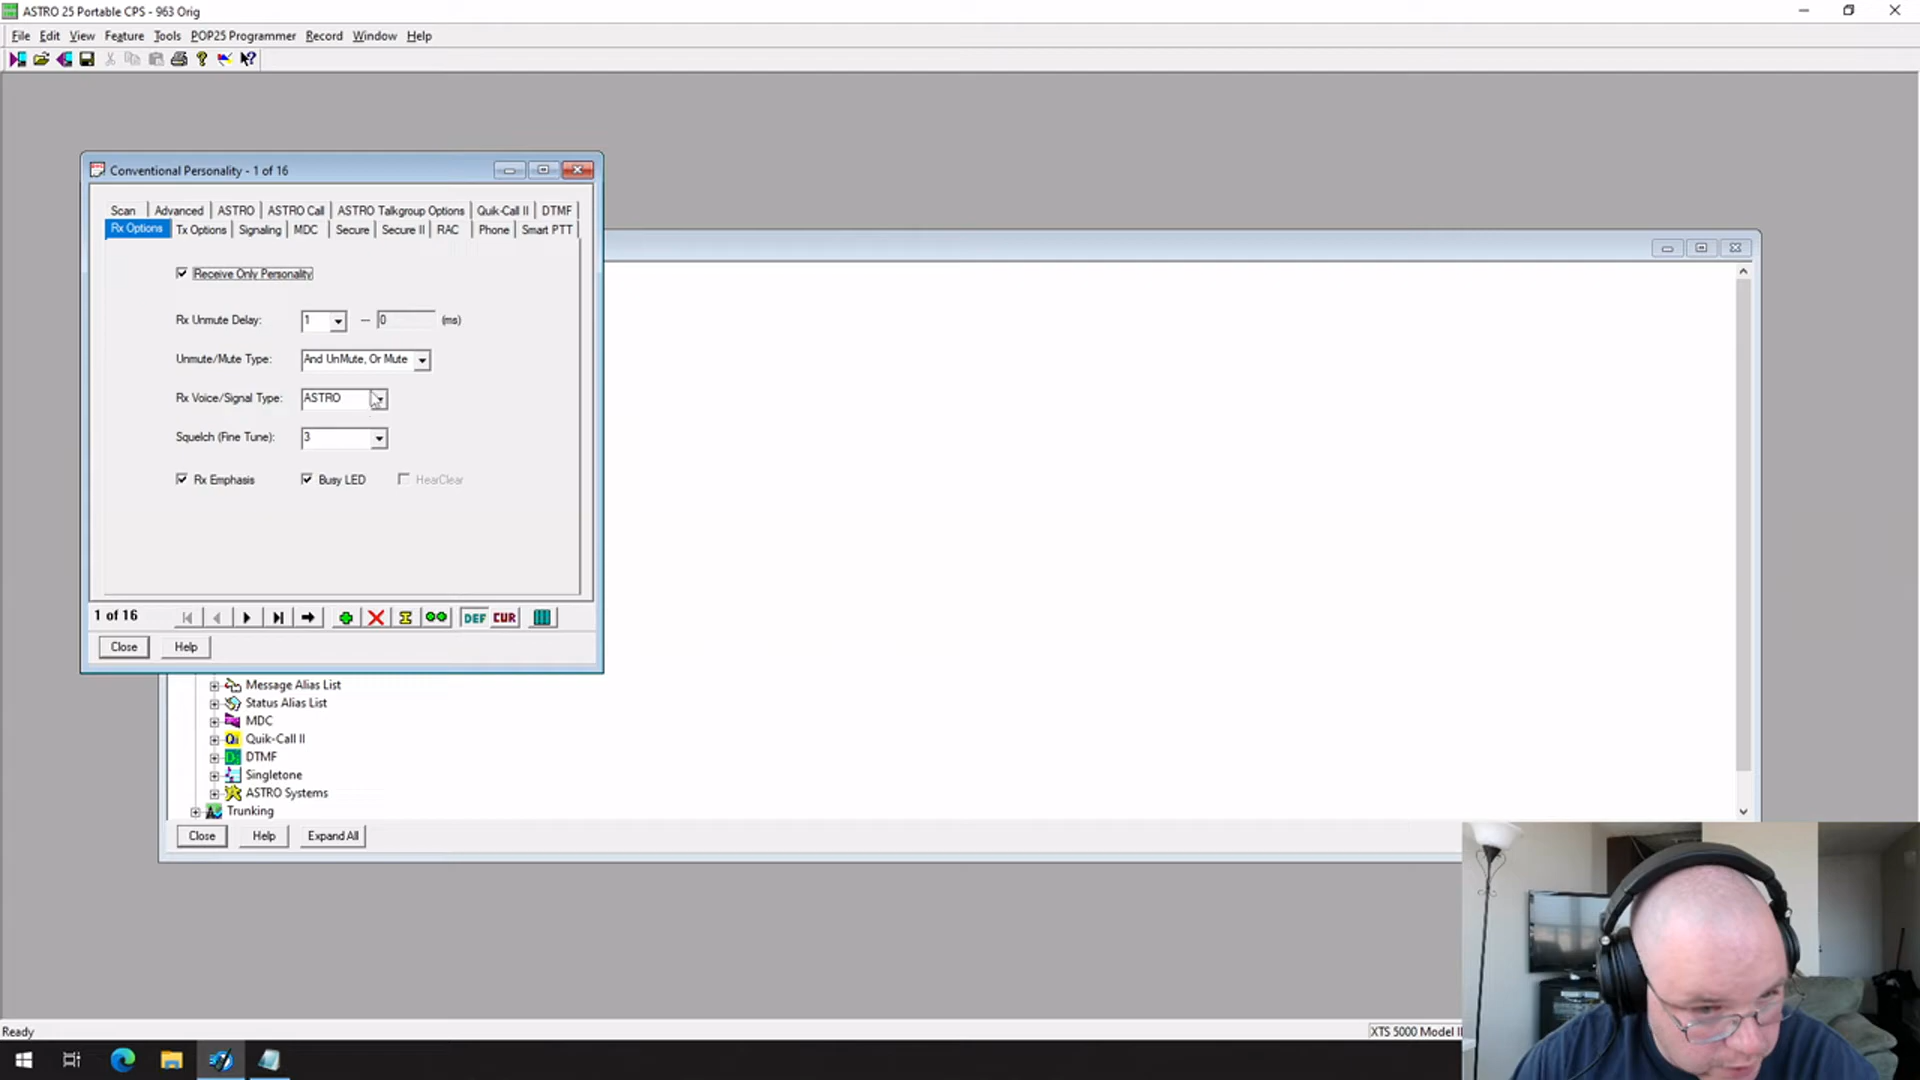 ASTRO 25 Portable CPS - 963 Orig
File Edit View Feature Tools POP25 Programmer Record Window Help
Conventional Personality - 1 of 16
Scan Advanced ASTRO ASTRO Call ASTRO Talkgroup Options Quik-Call II DTMF
Rx Options Tx Options Signaling MDC Secure Secure II RAC Phone Smart PTT
Receive Only Personality
Rx Unmute Delay: 1 -- 0 (ms)
Unmute/Mute Type: And UnMute, Or Mute
Rx Voice/Signal Type: ASTRO
Squelch (Fine Tune): 3
Rx Emphasis Busy LED HearClear
1 of 16 DEF CUR
Close Help
Message Alias List
Status Alias List
MDC
Quik-Call II
DTMF
Singletone
ASTRO Systems
Trunking
Close Help Expand All
Ready XTS 5000 Model II